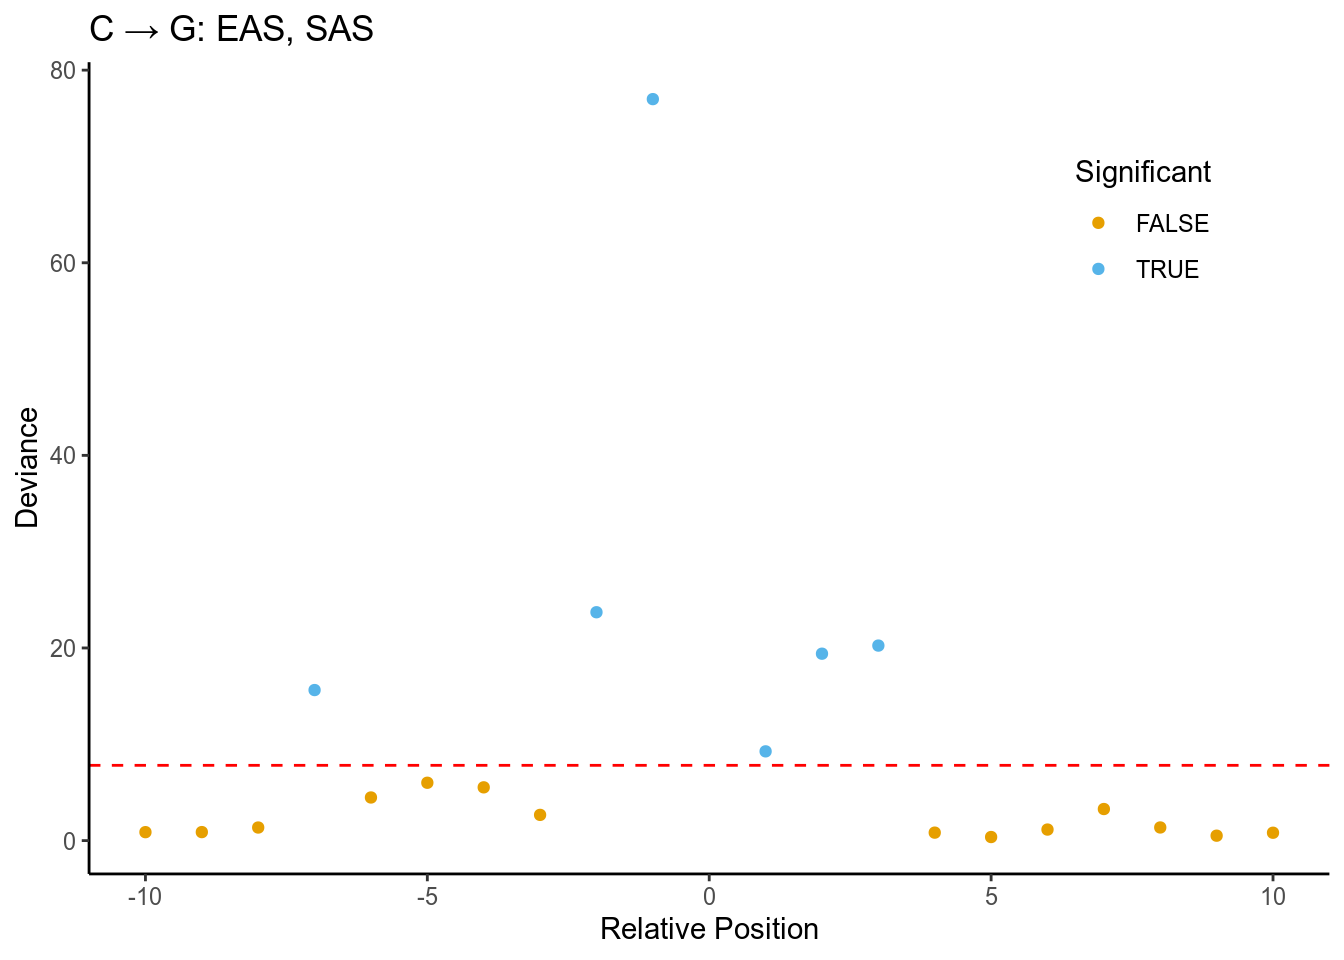 C → G: EAS, SAS
80
60
40
20
0
Deviance
Significant
FALSE
TRUE
-10
-5
0
5
10
Relative Position